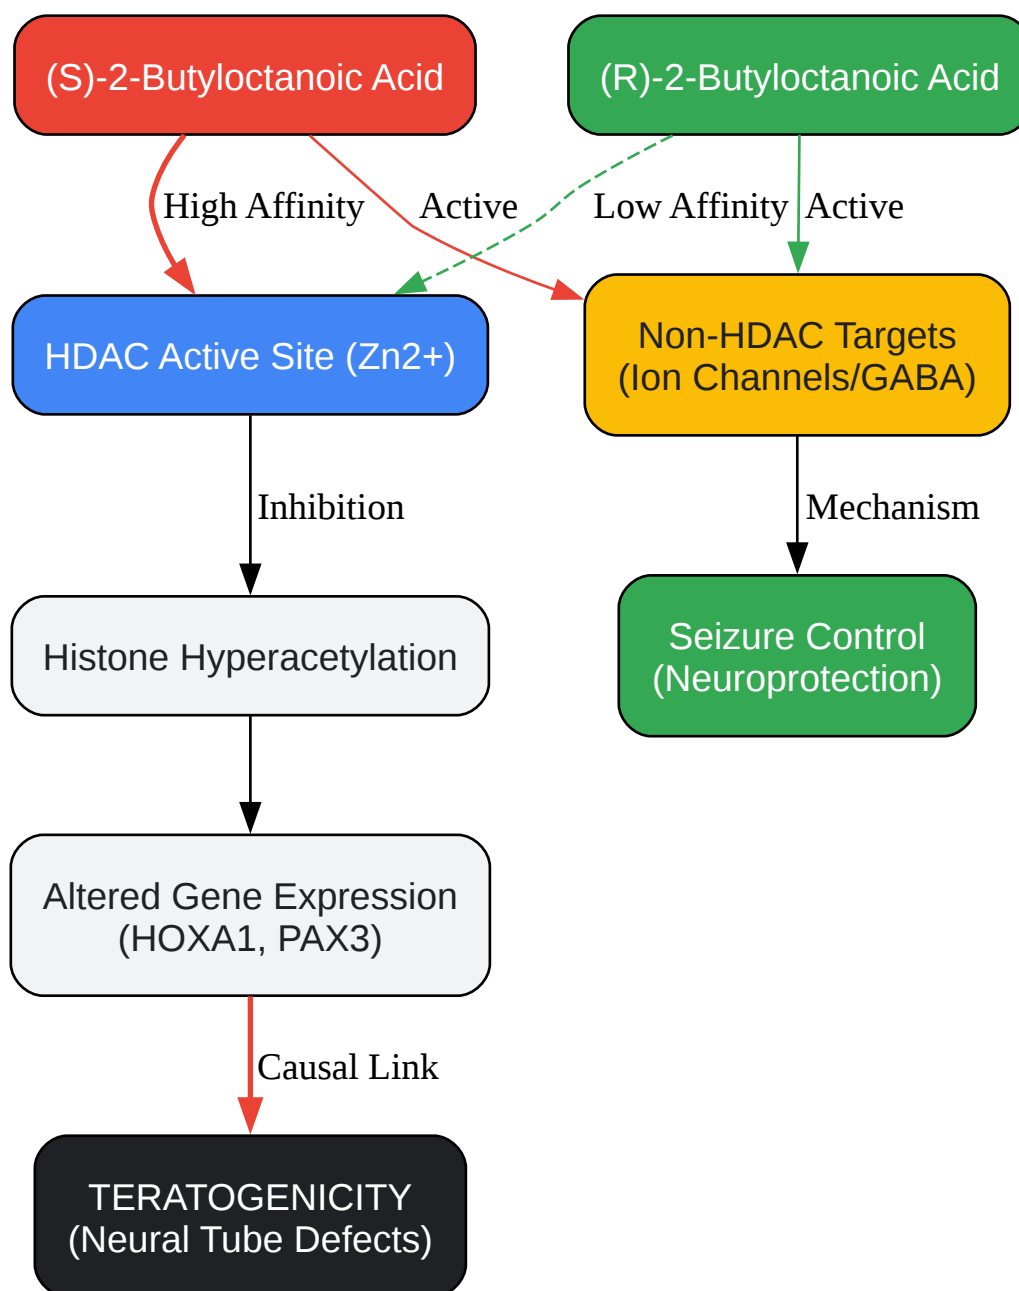 (S)-2-Butyloctanoic Acid
(R)-2-Butyloctanoic Acid
High Affinity
Active
Low Affinity
Active
HDAC Active Site (Zn2+)
Non-HDAC Targets
(Ion Channels/GABA)
Inhibition
Mechanism
Histone Hyperacetylation
Seizure Control
(Neuroprotection)
Altered Gene Expression
(HOXA1, PAX3)
Causal Link
TERATOGENICITY
(Neural Tube Defects)